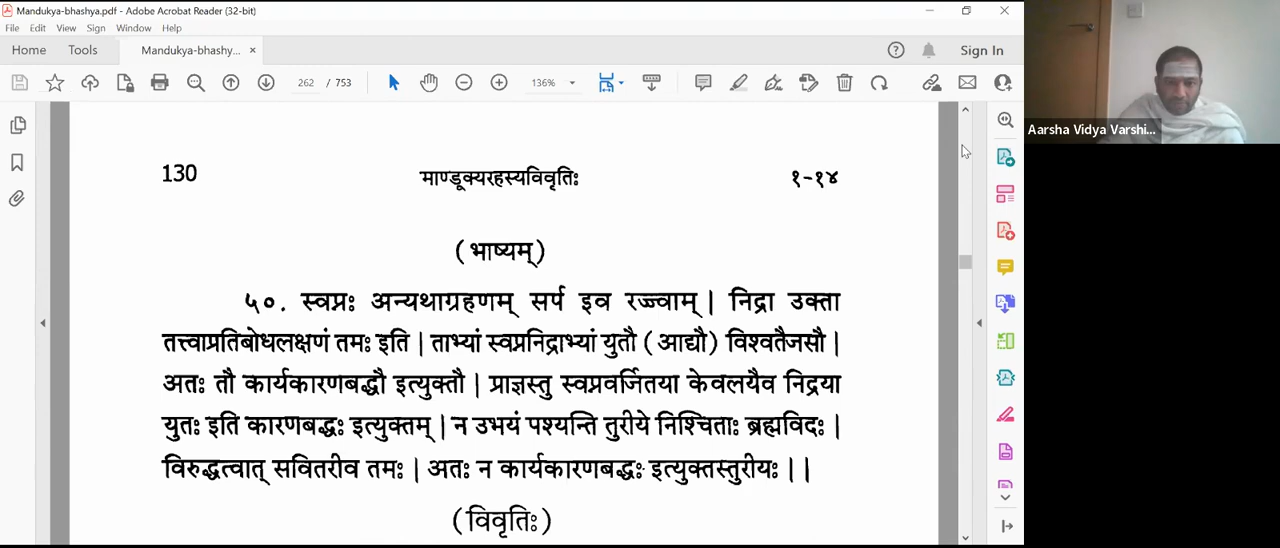 Mandukya-bhashya.pdf - Adobe Acrobat Reader (32-bit)
File Edit View Sign Window Help
Home Tools Mandukya-bhashy... × Sign In
262 / 753 136%
Aarsha Vidya Varshi...
130 माण्डूक्यरहस्यविवृतिः १-१४
(भाष्यम्)
५०. स्वप्नः अन्यथाग्रहणम् सर्प इव रज्ज्वाम् | निद्रा उक्ता
तत्त्वाप्रतिबोधलक्षणं तमः इति | ताभ्यां स्वप्ननिद्राभ्यां युतौ (आद्यौ) विश्वतैजसौ |
अतः तौ कार्यकारणबद्धौ इत्युक्तौ | प्राज्ञस्तु स्वप्नवर्जितया केवलयैव निद्रया
युतः इति कारणबद्धः इत्युक्तम् | न उभयं पश्यन्ति तुरीये निश्चिताः ब्रह्मविदः |
विरुद्धत्वात् सवितरीव तमः | अतः न कार्यकारणबद्धः इत्युक्तस्तुरीयः ||
(विवृतिः)